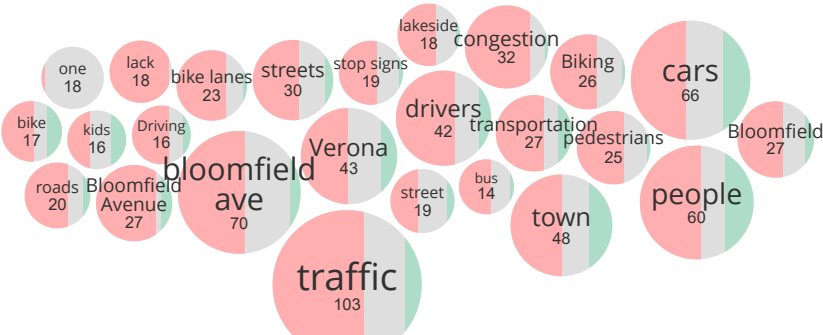 lakeside
18
congestion
32
one
18
lack
18
bike lanes
23
streets
30
stop signs
19
Biking
26
cars
66
bike
17
kids
16
Driving
16
Verona
43
drivers
42
transportation
27
pedestrians
25
Bloomfield
27
roads
20
Bloomfield
Avenue
27
bloomfield
ave
70
street
19
bus
14
town
48
people
60
traffic
103